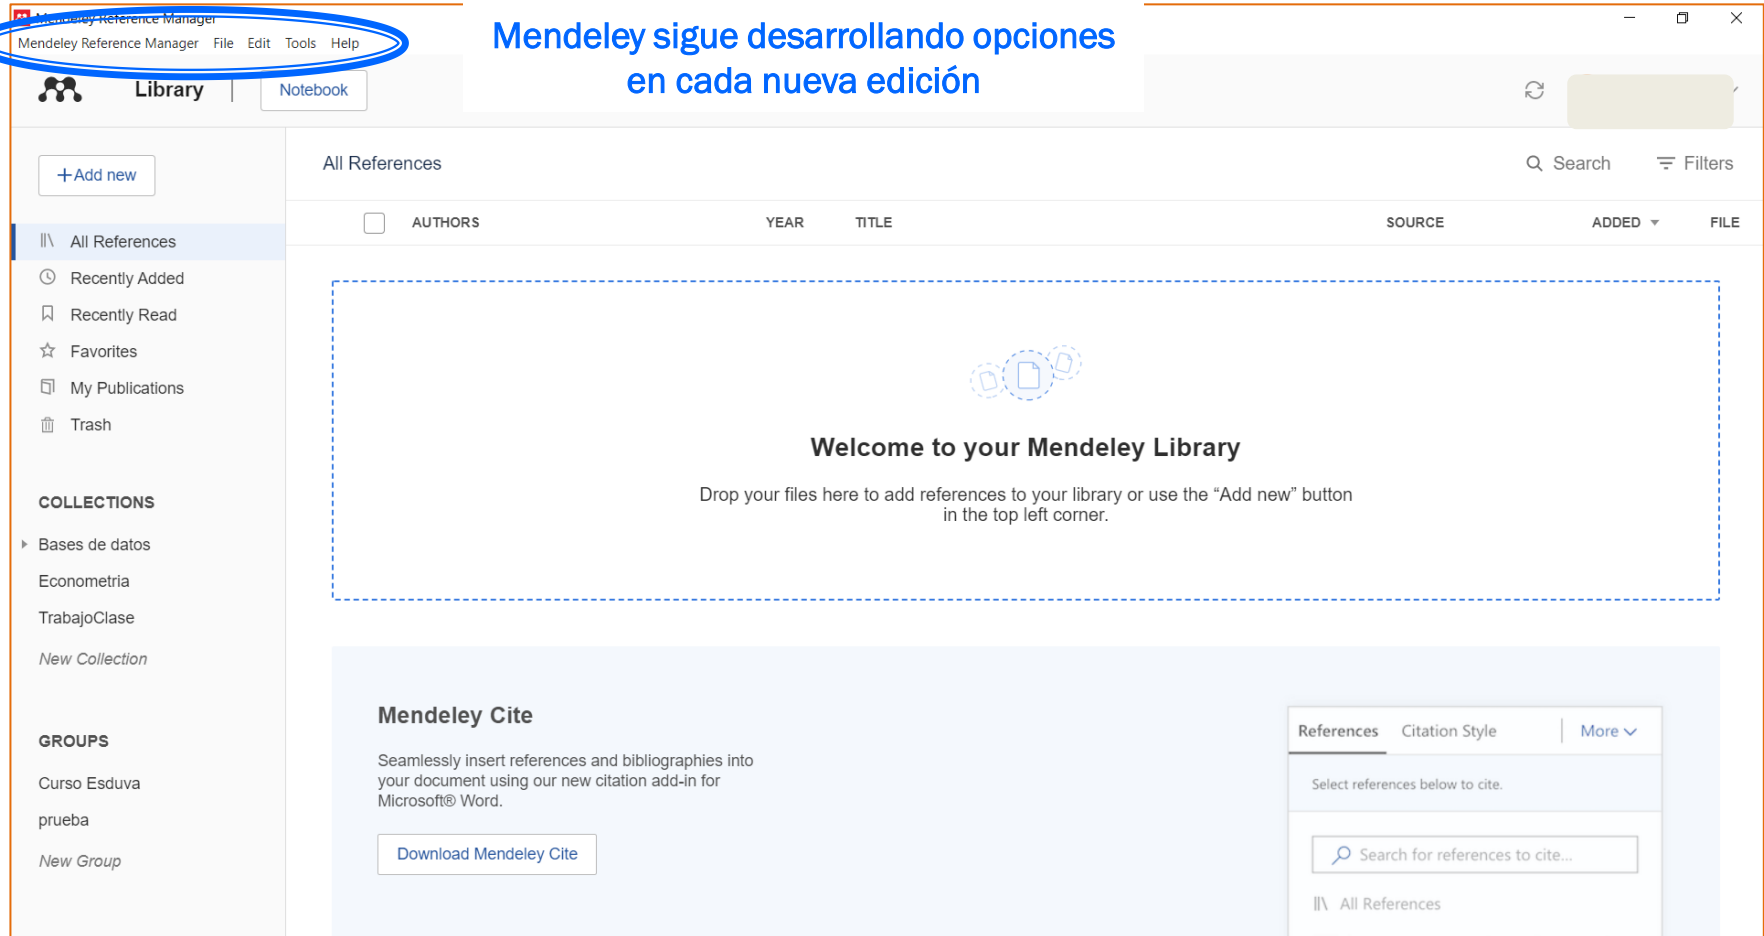 Mendeley Reference Manager
Mendeley Reference Manager File Edit Tools Help
Mendeley sigue desarrollando opciones
en cada nueva edición
Library
Notebook
+Add new
All References
Search
Filters
AUTHORS YEAR TITLE SOURCE ADDED FILE
All References
Recently Added
Recently Read
Favorites
My Publications
Trash
COLLECTIONS
Bases de datos
Econometria
TrabajoClase
New Collection
GROUPS
Curso Esduva
prueba
New Group
Welcome to your Mendeley Library
Drop your files here to add references to your library or use the “Add new” button
in the top left corner.
Mendeley Cite
Seamlessly insert references and bibliographies into
your document using our new citation add-in for
Microsoft® Word.
Download Mendeley Cite
References Citation Style More
Select references below to cite.
Search for references to cite...
All References